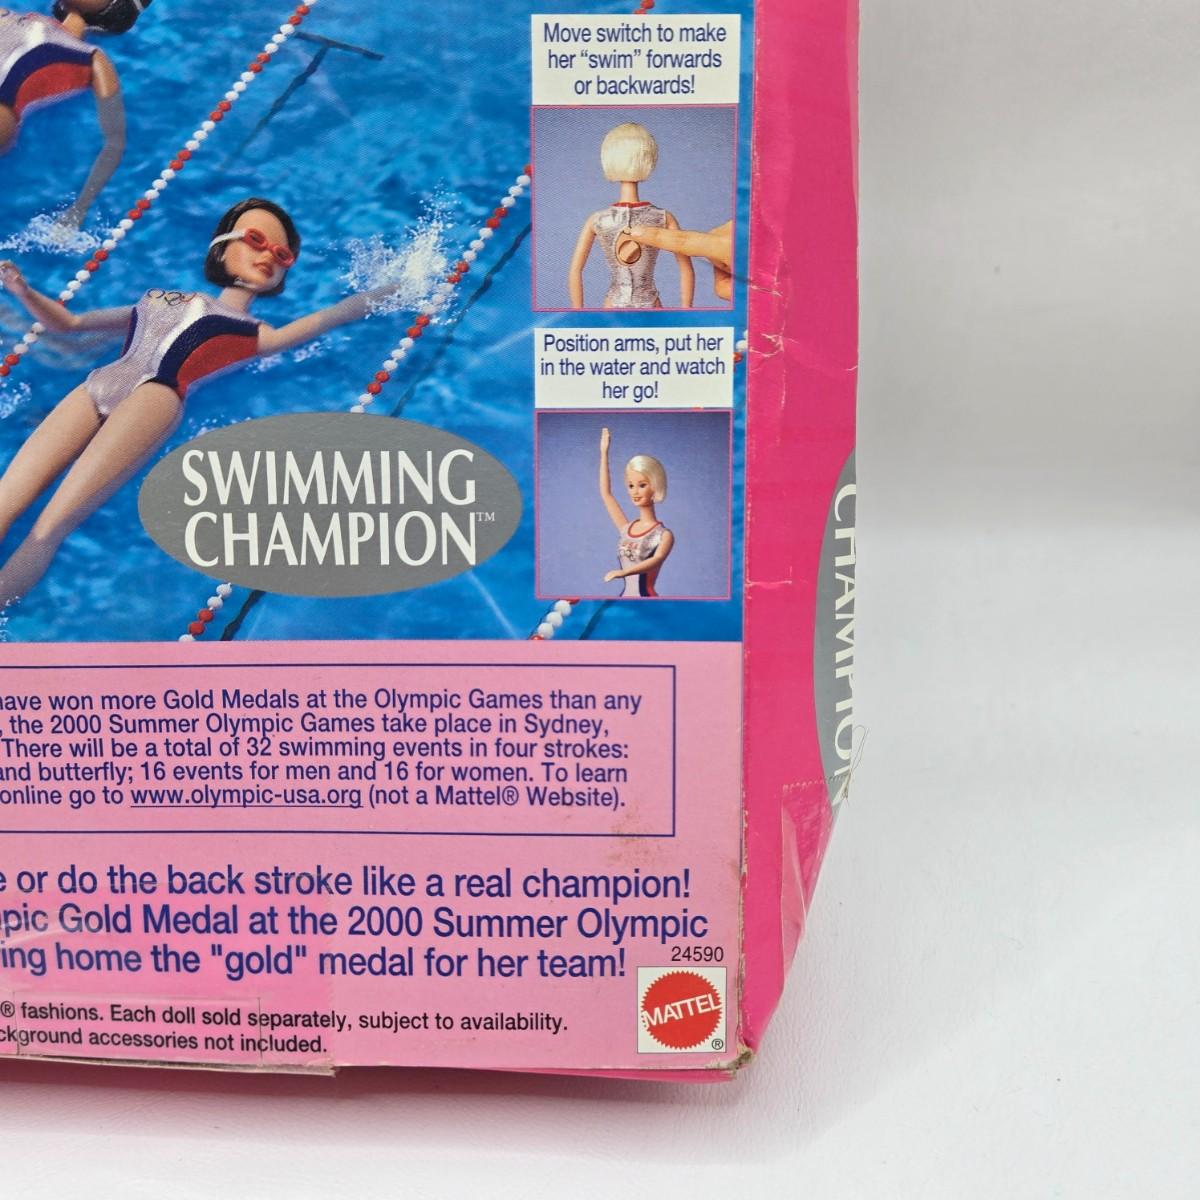 Move switch to make
her “swim” forwards
or backwards!
Position arms, put her
in the water and watch
her go!
SWIMMING
CHAMPION™
CHAMPION
have won more Gold Medals at the Olympic Games than any
, the 2000 Summer Olympic Games take place in Sydney,
There will be a total of 32 swimming events in four strokes:
and butterfly; 16 events for men and 16 for women. To learn
online go to www.olympic-usa.org (not a Mattel® Website).
e or do the back stroke like a real champion!
pic Gold Medal at the 2000 Summer Olympic
ing home the "gold" medal for her team!
24590
MATTEL
®
® fashions. Each doll sold separately, subject to availability.
ckground accessories not included.